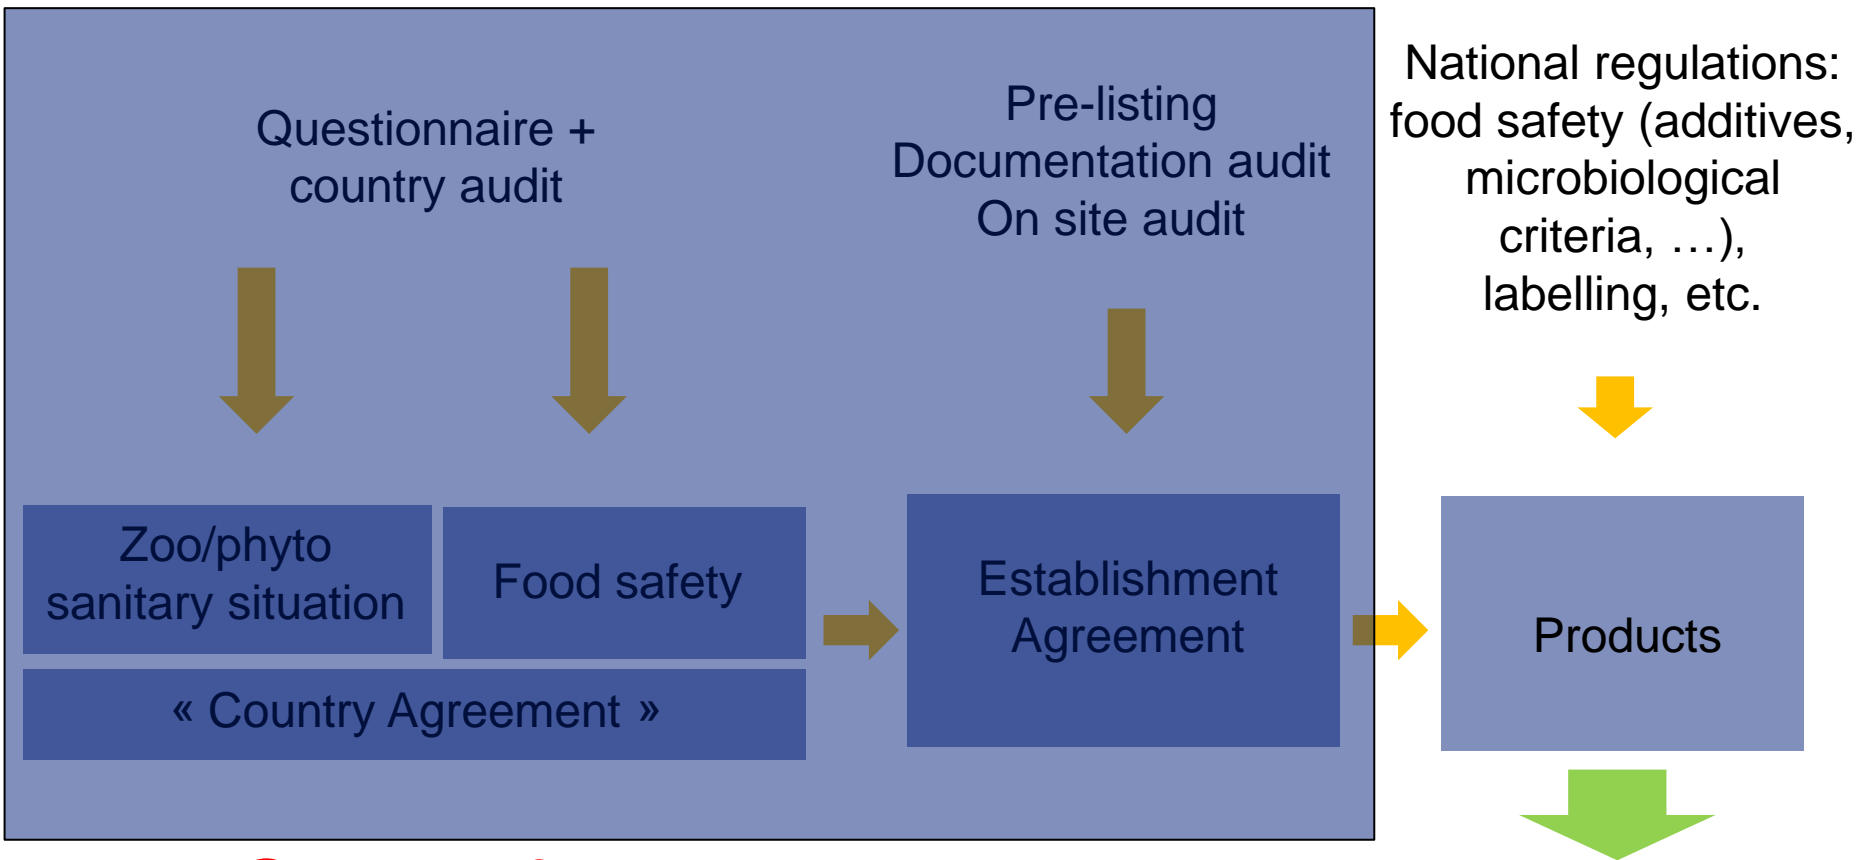 Questionnaire +
country audit
Pre-listing
Documentation audit
On site audit
National regulations:
food safety (additives,
microbiological
criteria, …),
labelling, etc.
Zoo/phyto
sanitary situation
Food safety
« Country Agreement »
Establishment
Agreement
Products